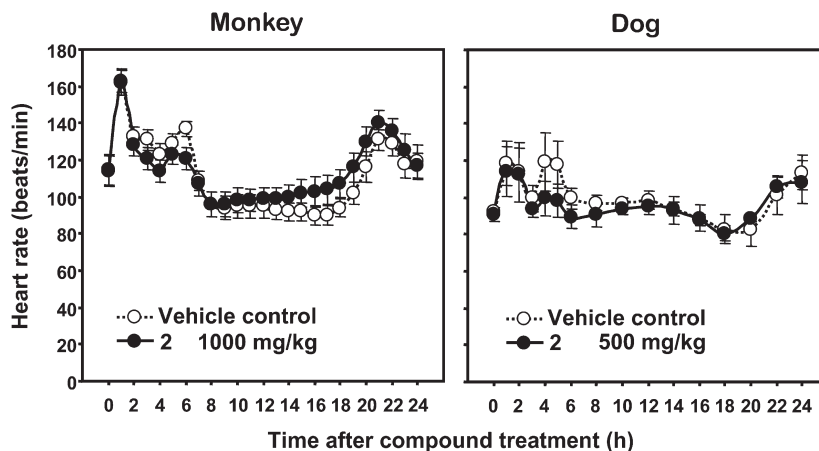 Monkey
Dog
Heart rate (beats/min)
180
160
140
120
100
80
60
40
20
0
Vehicle control
2 1000 mg/kg
Vehicle control
2 500 mg/kg
0 2 4 6 8 10 12 14 16 18 20 22 24
0 2 4 6 8 10 12 14 16 18 20 22 24
Time after compound treatment (h)